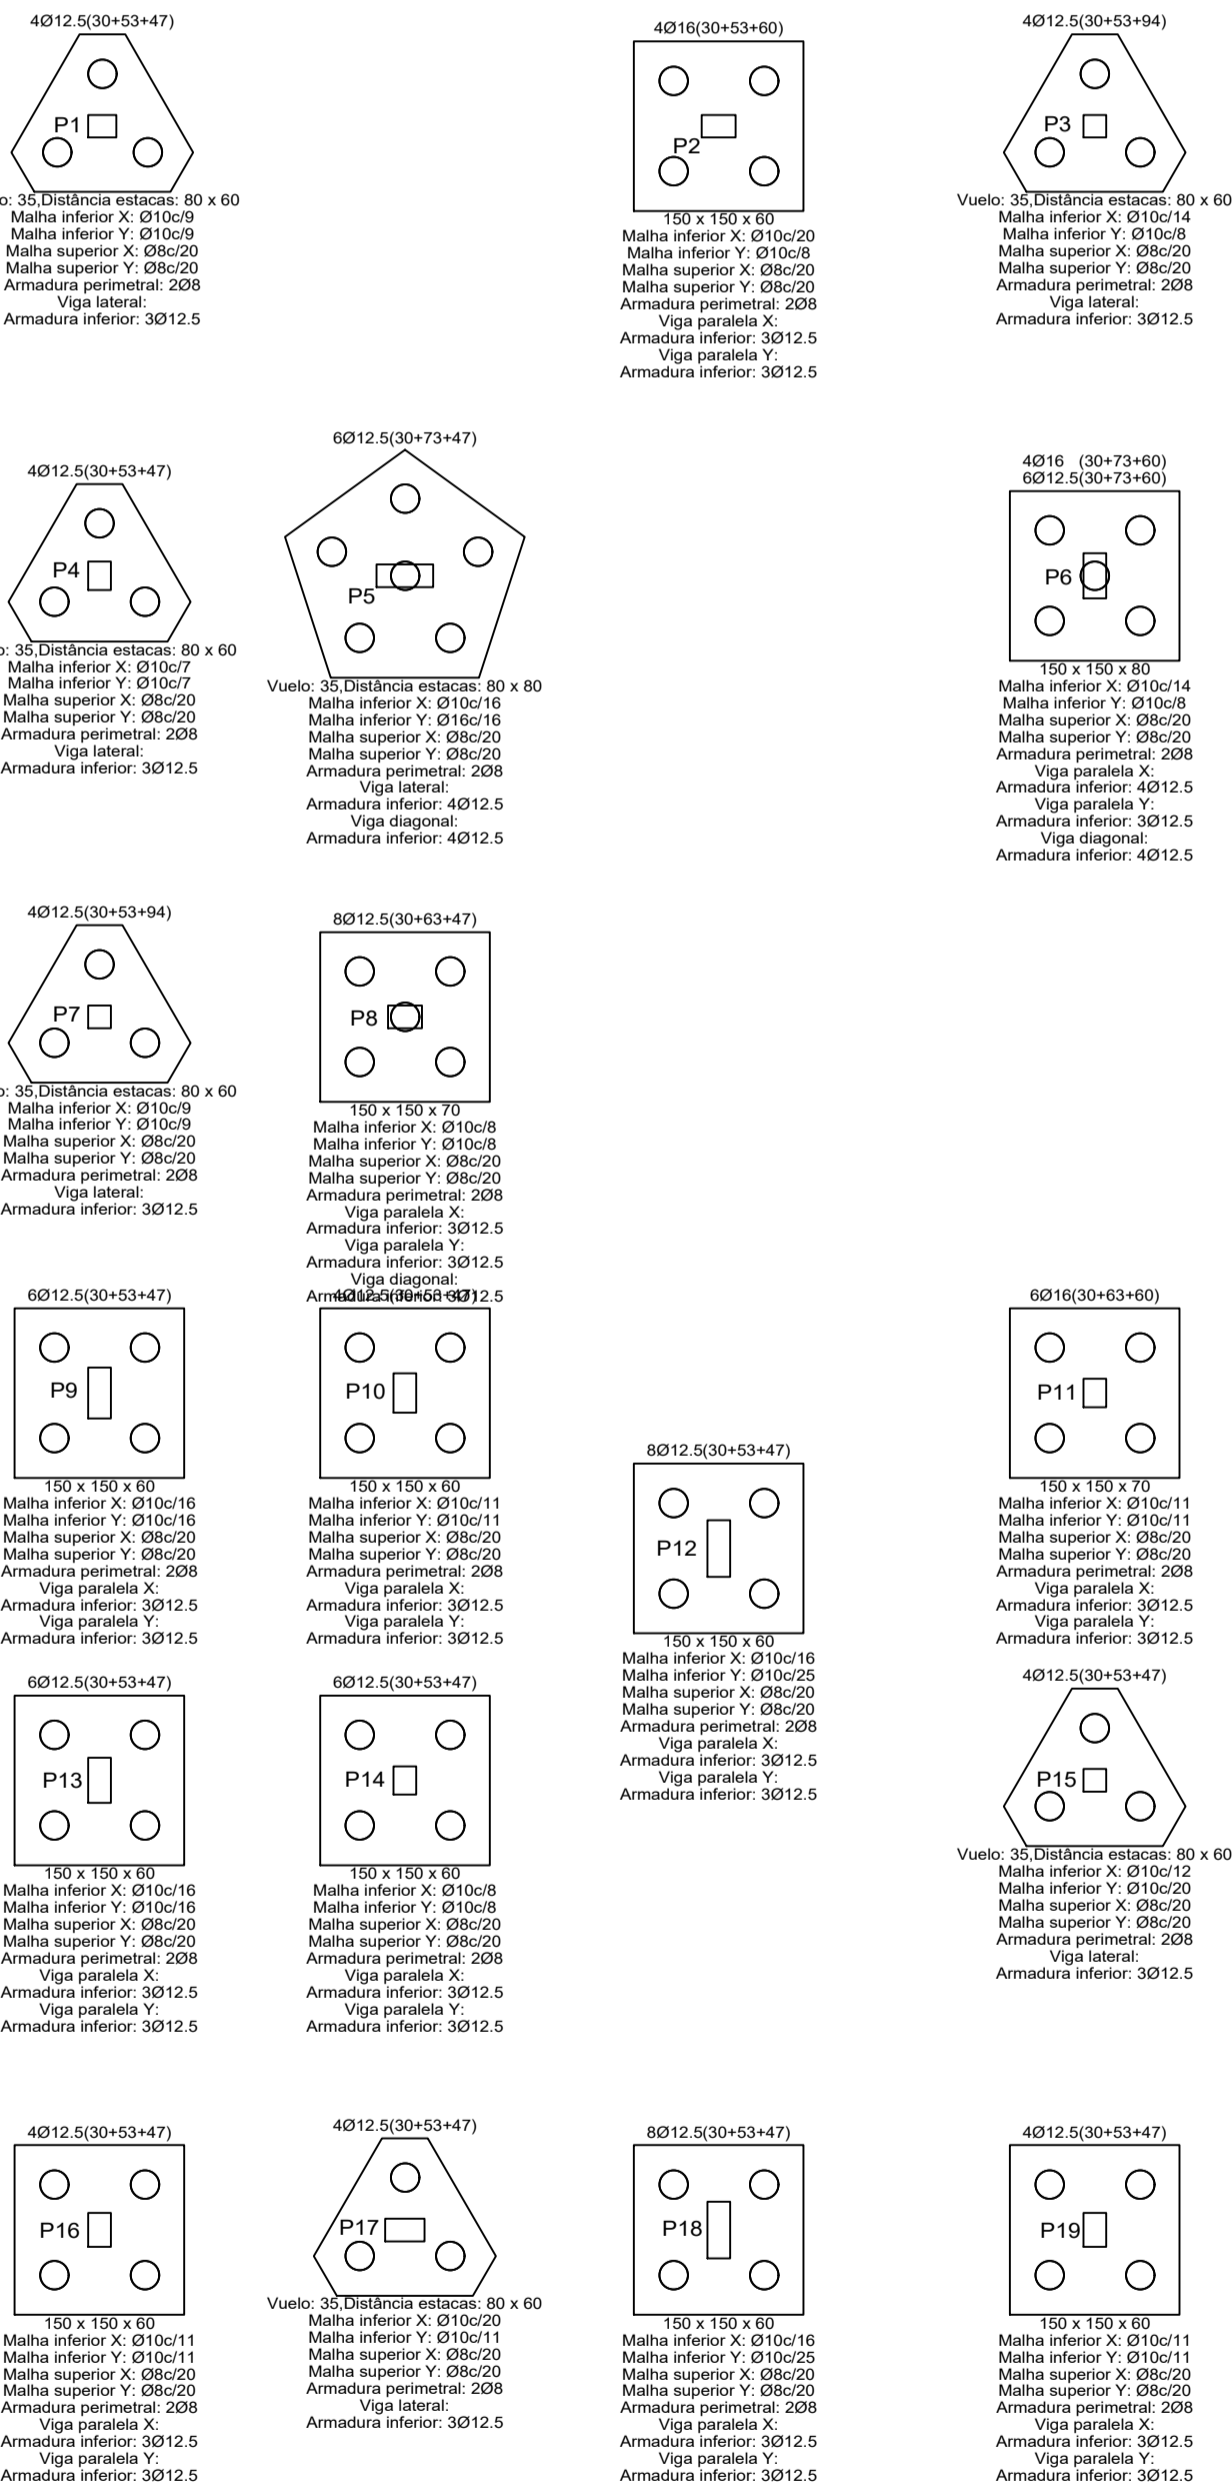 4Ø12.5(30+53+47)
P1
o: 35,Distância estacas: 80 x 60
Malha inferior X: Ø10c/9
Malha inferior Y: Ø10c/9
Malha superior X: Ø8c/20
Malha superior Y: Ø8c/20
Armadura perimetral: 2Ø8
Viga lateral:
Armadura inferior: 3Ø12.5
4Ø16(30+53+60)
P2
150 x 150 x 60
Malha inferior X: Ø10c/20
Malha inferior Y: Ø10c/8
Malha superior X: Ø8c/20
Malha superior Y: Ø8c/20
Armadura perimetral: 2Ø8
Viga paralela X:
Armadura inferior: 3Ø12.5
Viga paralela Y:
Armadura inferior: 3Ø12.5
4Ø12.5(30+53+94)
P3
Vuelo: 35,Distância estacas: 80 x 60
Malha inferior X: Ø10c/14
Malha inferior Y: Ø10c/8
Malha superior X: Ø8c/20
Malha superior Y: Ø8c/20
Armadura perimetral: 2Ø8
Viga lateral:
Armadura inferior: 3Ø12.5
4Ø12.5(30+53+47)
P4
o: 35,Distância estacas: 80 x 60
Malha inferior X: Ø10c/7
Malha inferior Y: Ø10c/7
Malha superior X: Ø8c/20
Malha superior Y: Ø8c/20
Armadura perimetral: 2Ø8
Viga lateral:
Armadura inferior: 3Ø12.5
6Ø12.5(30+73+47)
P5
Vuelo: 35,Distância estacas: 80 x 80
Malha inferior X: Ø10c/16
Malha inferior Y: Ø16c/16
Malha superior X: Ø8c/20
Malha superior Y: Ø8c/20
Armadura perimetral: 2Ø8
Viga lateral:
Armadura inferior: 4Ø12.5
Viga diagonal:
Armadura inferior: 4Ø12.5
4Ø16 (30+73+60)
6Ø12.5(30+73+60)
P6
150 x 150 x 80
Malha inferior X: Ø10c/14
Malha inferior Y: Ø10c/8
Malha superior X: Ø8c/20
Malha superior Y: Ø8c/20
Armadura perimetral: 2Ø8
Viga paralela X:
Armadura inferior: 4Ø12.5
Viga paralela Y:
Armadura inferior: 3Ø12.5
Viga diagonal:
Armadura inferior: 4Ø12.5
4Ø12.5(30+53+94)
P7
o: 35,Distância estacas: 80 x 60
Malha inferior X: Ø10c/9
Malha inferior Y: Ø10c/9
Malha superior X: Ø8c/20
Malha superior Y: Ø8c/20
Armadura perimetral: 2Ø8
Viga lateral:
Armadura inferior: 3Ø12.5
8Ø12.5(30+63+47)
P8
150 x 150 x 70
Malha inferior X: Ø10c/8
Malha inferior Y: Ø10c/8
Malha superior X: Ø8c/20
Malha superior Y: Ø8c/20
Armadura perimetral: 2Ø8
Viga paralela X:
Armadura inferior: 3Ø12.5
Viga paralela Y:
Armadura inferior: 3Ø12.5
Viga diagonal:
Armadura inferior: 3Ø12.5
6Ø12.5(30+53+47)
P9
150 x 150 x 60
Malha inferior X: Ø10c/16
Malha inferior Y: Ø10c/16
Malha superior X: Ø8c/20
Malha superior Y: Ø8c/20
Armadura perimetral: 2Ø8
Viga paralela X:
Armadura inferior: 3Ø12.5
Viga paralela Y:
Armadura inferior: 3Ø12.5
4Ø12.5(30+53+47)
P10
150 x 150 x 60
Malha inferior X: Ø10c/11
Malha inferior Y: Ø10c/11
Malha superior X: Ø8c/20
Malha superior Y: Ø8c/20
Armadura perimetral: 2Ø8
Viga paralela X:
Armadura inferior: 3Ø12.5
Viga paralela Y:
Armadura inferior: 3Ø12.5
6Ø16(30+63+60)
P11
150 x 150 x 70
Malha inferior X: Ø10c/11
Malha inferior Y: Ø10c/11
Malha superior X: Ø8c/20
Malha superior Y: Ø8c/20
Armadura perimetral: 2Ø8
Viga paralela X:
Armadura inferior: 3Ø12.5
Viga paralela Y:
Armadura inferior: 3Ø12.5
8Ø12.5(30+53+47)
P12
150 x 150 x 60
Malha inferior X: Ø10c/16
Malha inferior Y: Ø10c/25
Malha superior X: Ø8c/20
Malha superior Y: Ø8c/20
Armadura perimetral: 2Ø8
Viga paralela X:
Armadura inferior: 3Ø12.5
Viga paralela Y:
Armadura inferior: 3Ø12.5
6Ø12.5(30+53+47)
P13
150 x 150 x 60
Malha inferior X: Ø10c/16
Malha inferior Y: Ø10c/16
Malha superior X: Ø8c/20
Malha superior Y: Ø8c/20
Armadura perimetral: 2Ø8
Viga paralela X:
Armadura inferior: 3Ø12.5
Viga paralela Y:
Armadura inferior: 3Ø12.5
6Ø12.5(30+53+47)
P14
150 x 150 x 60
Malha inferior X: Ø10c/8
Malha inferior Y: Ø10c/8
Malha superior X: Ø8c/20
Malha superior Y: Ø8c/20
Armadura perimetral: 2Ø8
Viga paralela X:
Armadura inferior: 3Ø12.5
Viga paralela Y:
Armadura inferior: 3Ø12.5
4Ø12.5(30+53+47)
P15
Vuelo: 35,Distância estacas: 80 x 60
Malha inferior X: Ø10c/12
Malha inferior Y: Ø10c/20
Malha superior X: Ø8c/20
Malha superior Y: Ø8c/20
Armadura perimetral: 2Ø8
Viga lateral:
Armadura inferior: 3Ø12.5
4Ø12.5(30+53+47)
P16
150 x 150 x 60
Malha inferior X: Ø10c/11
Malha inferior Y: Ø10c/11
Malha superior X: Ø8c/20
Malha superior Y: Ø8c/20
Armadura perimetral: 2Ø8
Viga paralela X:
Armadura inferior: 3Ø12.5
Viga paralela Y:
Armadura inferior: 3Ø12.5
4Ø12.5(30+53+47)
P17
Vuelo: 35,Distância estacas: 80 x 60
Malha inferior X: Ø10c/20
Malha inferior Y: Ø10c/11
Malha superior X: Ø8c/20
Malha superior Y: Ø8c/20
Armadura perimetral: 2Ø8
Viga lateral:
Armadura inferior: 3Ø12.5
8Ø12.5(30+53+47)
P18
150 x 150 x 60
Malha inferior X: Ø10c/16
Malha inferior Y: Ø10c/25
Malha superior X: Ø8c/20
Malha superior Y: Ø8c/20
Armadura perimetral: 2Ø8
Viga paralela X:
Armadura inferior: 3Ø12.5
Viga paralela Y:
Armadura inferior: 3Ø12.5
4Ø12.5(30+53+47)
P19
150 x 150 x 60
Malha inferior X: Ø10c/11
Malha inferior Y: Ø10c/11
Malha superior X: Ø8c/20
Malha superior Y: Ø8c/20
Armadura perimetral: 2Ø8
Viga paralela X:
Armadura inferior: 3Ø12.5
Viga paralela Y:
Armadura inferior: 3Ø12.5